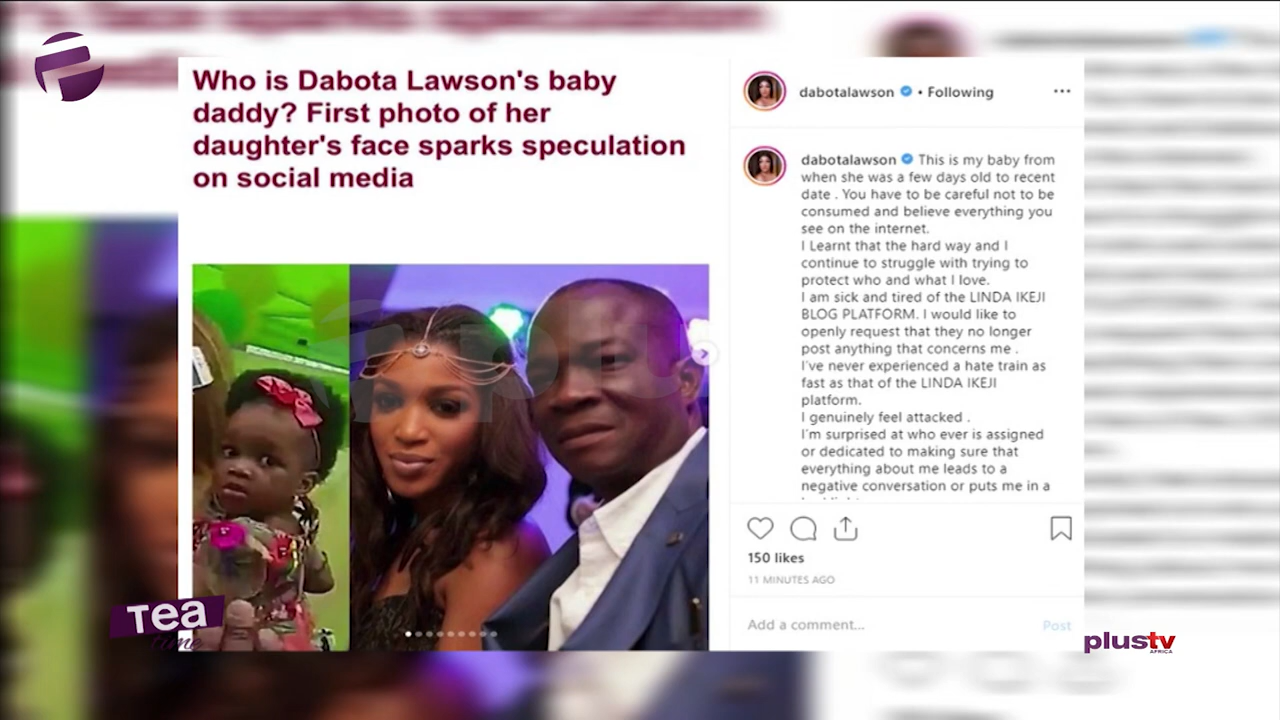 Who is Dabota Lawson's baby
daddy? First photo of her
daughter's face sparks speculation
on social media
dabotalawson • Following
dabotalawson This is my baby from
when she was a few days old to recent
date . You have to be careful not to be
consumed and believe everything you
see on the internet.
I Learnt that the hard way and I
continue to struggle with trying to
protect who and what I love.
I am sick and tired of the LINDA IKEJI
BLOG PLATFORM. I would like to
openly request that they no longer
post anything that concerns me .
I've never experienced a hate train as
fast as that of the LINDA IKEJI
platform.
I genuinely feel attacked .
I'm surprised at who ever is assigned
or dedicated to making sure that
everything about me leads to a
negative conversation or puts me in a
150 likes
11 MINUTES AGO
Add a comment... Post
Tea
time
plustv
AFRICA